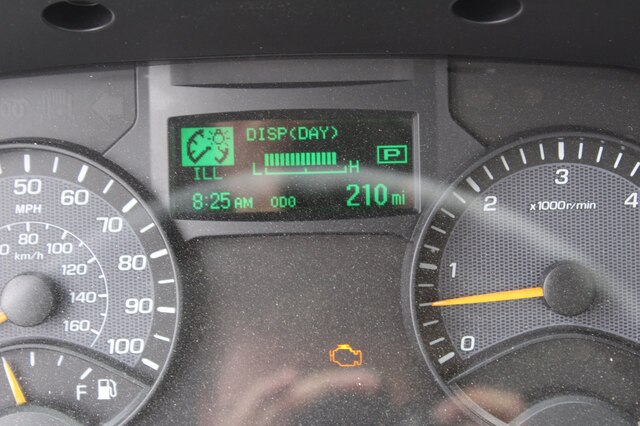 DISP(DAY)
L H
P
ILL
8:25 AM ODO 210 mi
50 60 70 80 90 100
MPH
80 100 120 140 160
km/h
F
0 1 2 3 4
x1000r/min